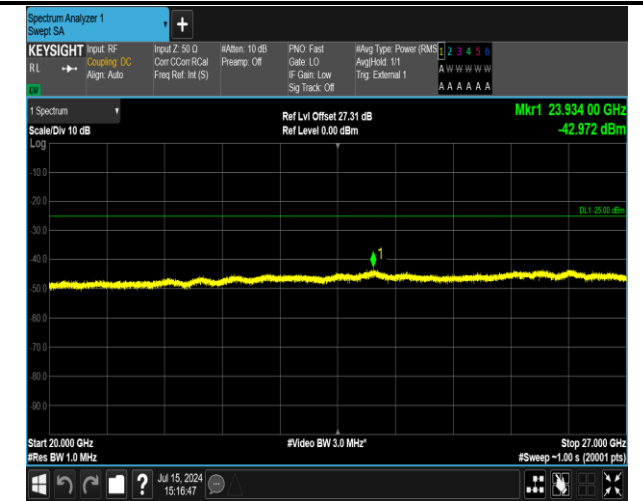 Spectrum Analyzer 1
Swept SA
+
KEYSIGHT
RL
Input: RF
Coupling: DC
Align: Auto
Input Z: 50 Ω
Corr CCorr RCal
Freq Ref: Int (S)
#Atten: 10 dB
Preamp: Off
PNO: Fast
Gate: LO
IF Gain: Low
Sig Track: Off
#Avg Type: Power (RMS
Avg|Hold: 1/1
Trig: External 1
1 2 3 4 5 6
A W W W W W
A A A A A A
1 Spectrum
Scale/Div 10 dB
Log
Ref Lvl Offset 27.31 dB
Ref Level 0.00 dBm
Mkr1 23.934 00 GHz
-42.972 dBm
-10.0
-20.0
DL1 -25.00 dBm
-30.0
-40.0
1
-50.0
-60.0
-70.0
-80.0
-90.0
Start 20.000 GHz
#Res BW 1.0 MHz
#Video BW 3.0 MHz*
Stop 27.000 GHz
#Sweep ~1.00 s (20001 pts)
?
Jul 15, 2024
15:16:47